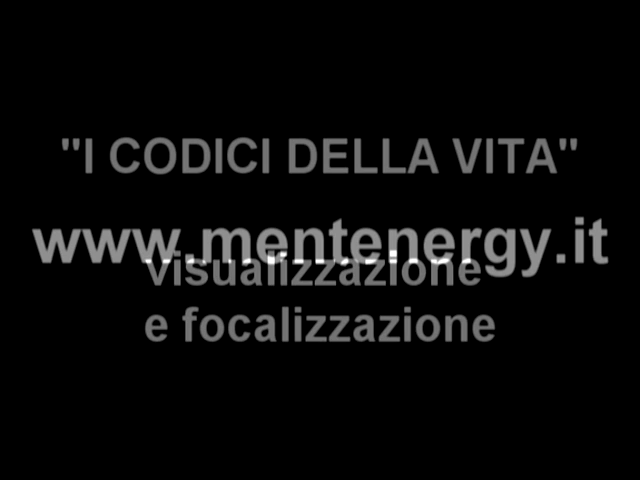 "I CODICI DELLA VITA"
www.mentenergy.it
visualizzazione
e focalizzazione